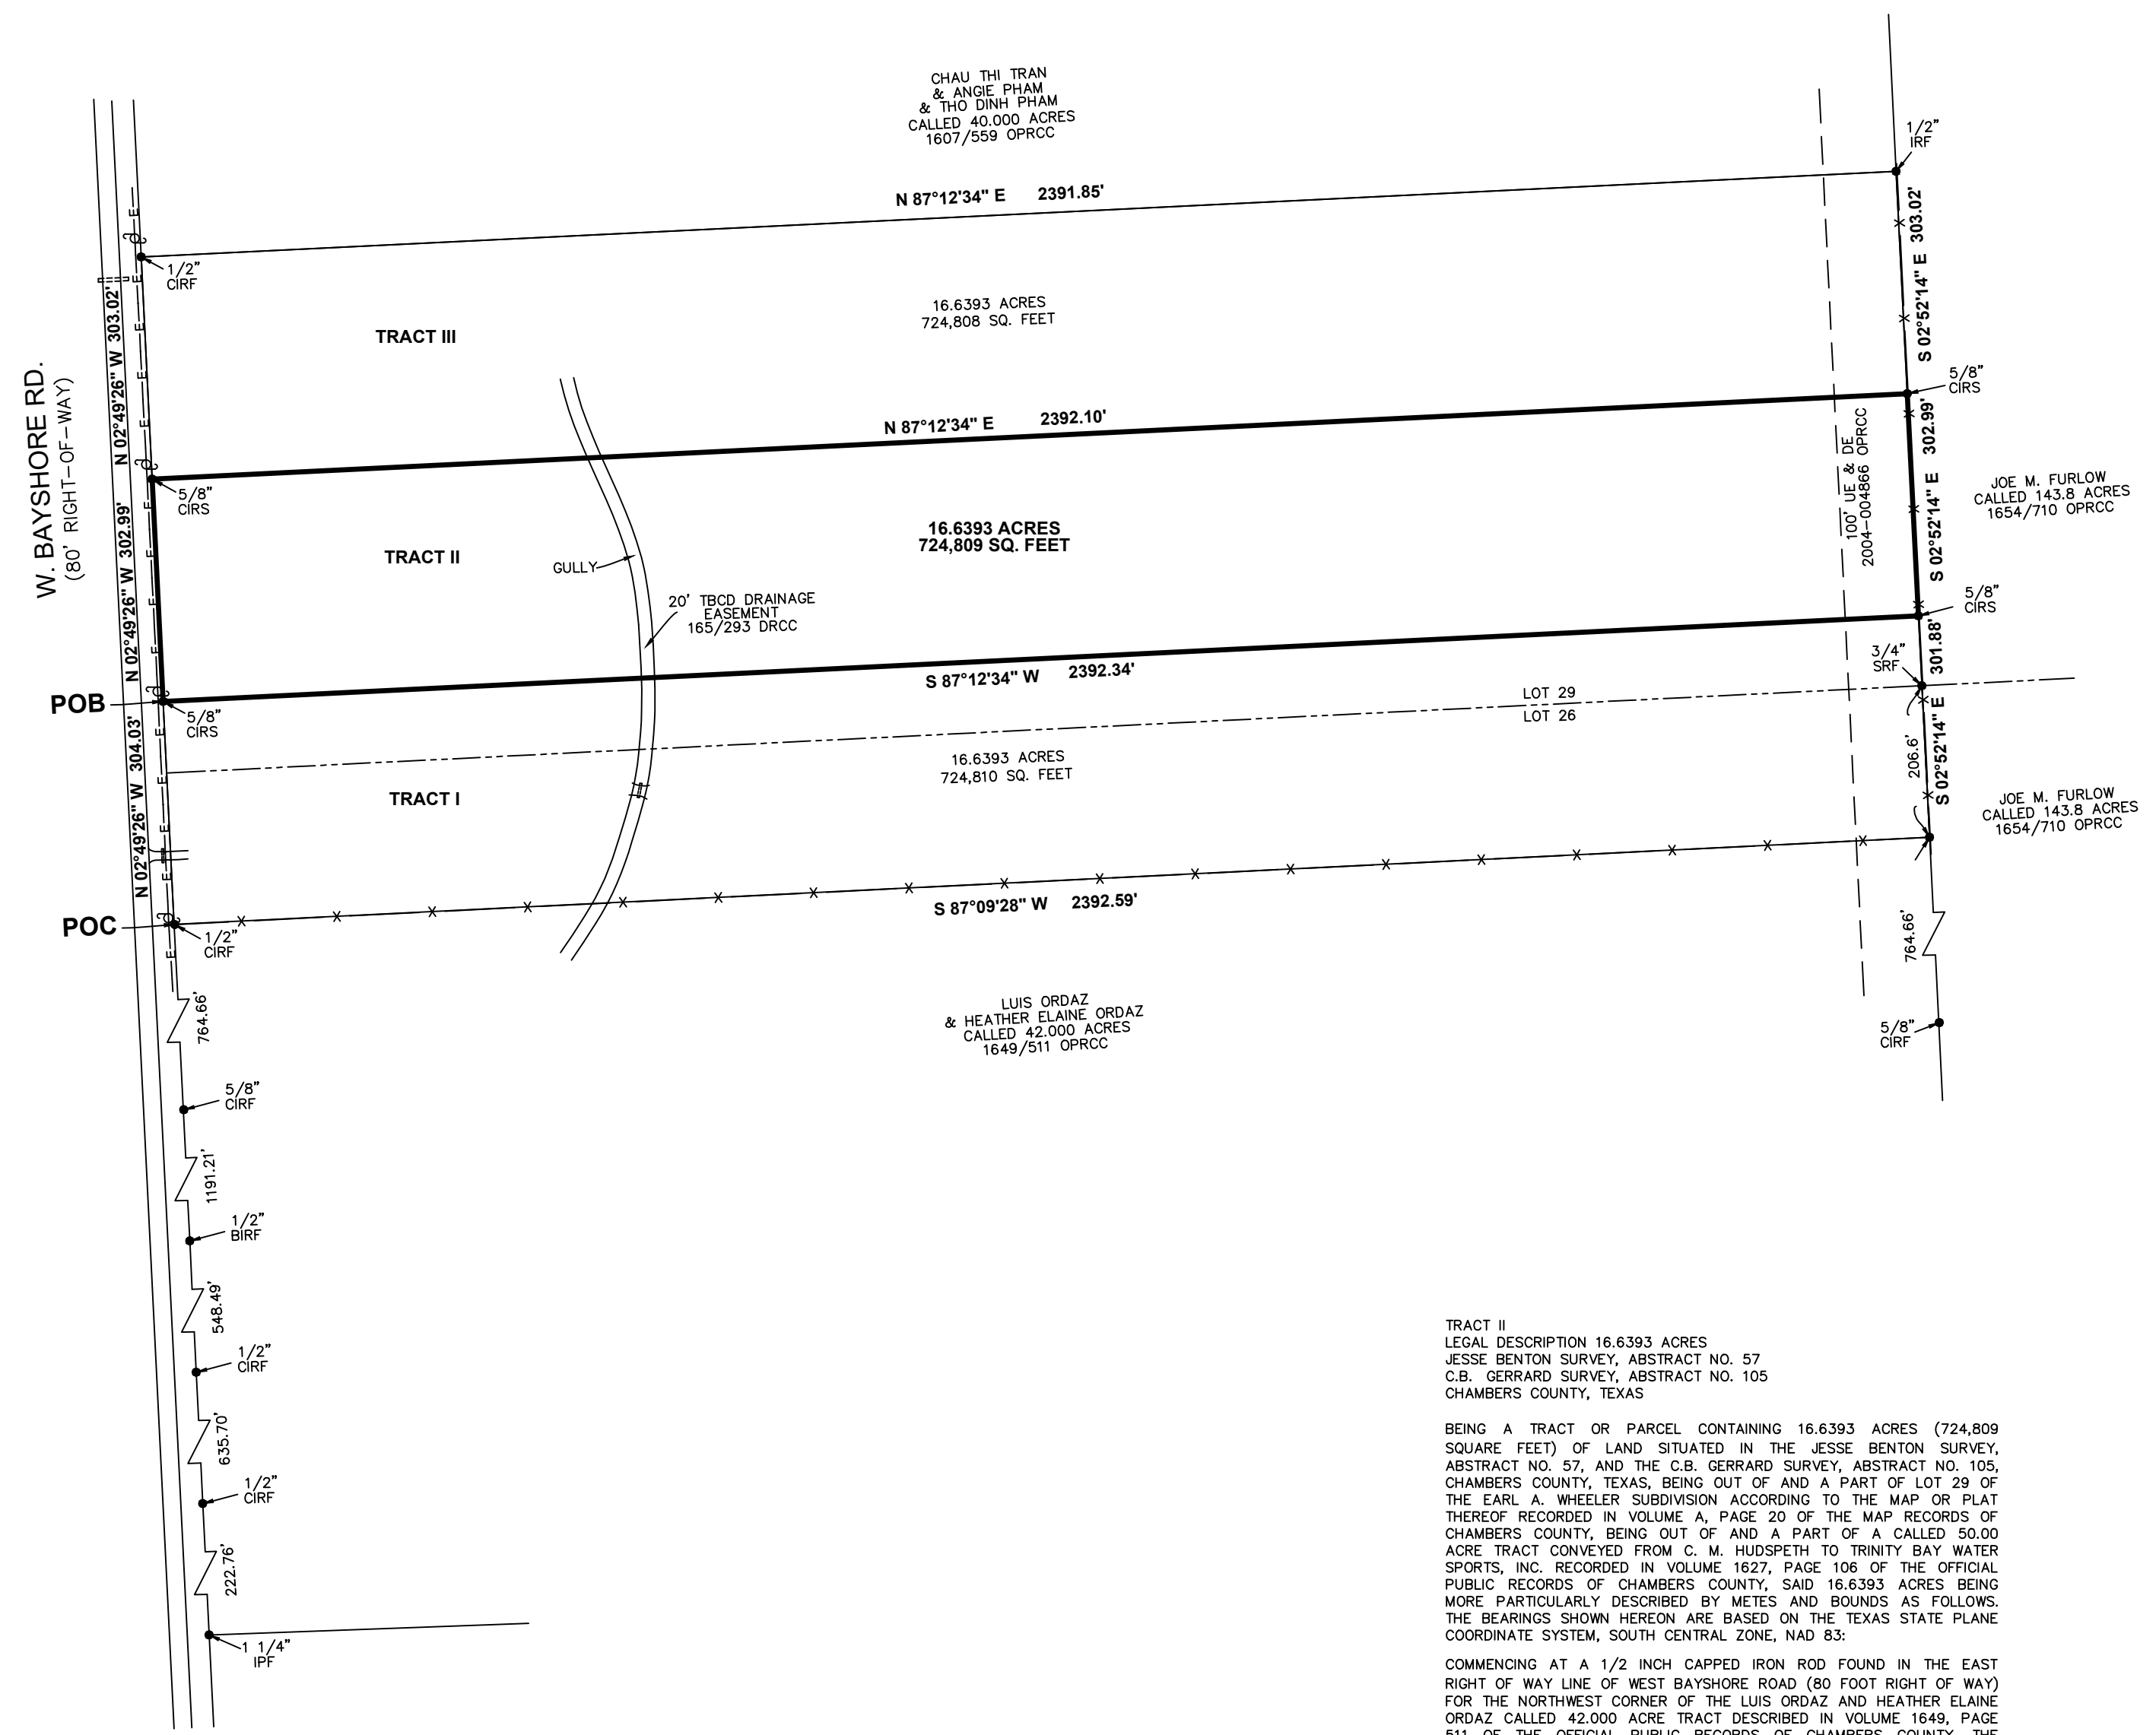 CHAU THI TRAN
& ANGIE PHAM
& THO DINH PHAM
CALLED 40.000 ACRES
1607/559 OPRCC
1/2"
IRF
N 87°12'34" E 2391.85'
S 02°52'14" E 303.02'
E
1/2"
CIRF
N 02°49'26" W 303.02'
16.6393 ACRES
724,808 SQ. FEET
TRACT III
W. BAYSHORE RD.
(80' RIGHT-OF-WAY)
5/8"
CIRS
N 87°12'34" E 2392.10'
100' UE & DE
2004-004866 OPRCC
S 02°52'14" E 302.99'
JOE M. FURLOW
CALLED 143.8 ACRES
1654/710 OPRCC
5/8"
CIRS
N 02°49'26" W 302.99'
16.6393 ACRES
724,809 SQ. FEET
TRACT II
GULLY
20' TBCD DRAINAGE
EASEMENT
165/293 DRCC
5/8"
CIRS
3/4"
SRF
S 87°12'34" W 2392.34'
POB
5/8"
CIRS
LOT 29
LOT 26
S 02°52'14" E 301.88'
206.6'
N 02°49'26" W 304.03'
16.6393 ACRES
724,810 SQ. FEET
TRACT I
JOE M. FURLOW
CALLED 143.8 ACRES
1654/710 OPRCC
S 87°09'28" W 2392.59'
POC
1/2"
CIRF
764.66'
764.66'
LUIS ORDAZ
& HEATHER ELAINE ORDAZ
CALLED 42.000 ACRES
1649/511 OPRCC
5/8"
CIRF
5/8"
CIRF
1191.21'
1/2"
BIRF
548.49'
1/2"
CIRF
635.70'
1/2"
CIRF
222.76'
1 1/4"
IPF
TRACT II
LEGAL DESCRIPTION 16.6393 ACRES
JESSE BENTON SURVEY, ABSTRACT NO. 57
C.B. GERRARD SURVEY, ABSTRACT NO. 105
CHAMBERS COUNTY, TEXAS
BEING A TRACT OR PARCEL CONTAINING 16.6393 ACRES (724,809
SQUARE FEET) OF LAND SITUATED IN THE JESSE BENTON SURVEY,
ABSTRACT NO. 57, AND THE C.B. GERRARD SURVEY, ABSTRACT NO. 105,
CHAMBERS COUNTY, TEXAS, BEING OUT OF AND A PART OF LOT 29 OF
THE EARL A. WHEELER SUBDIVISION ACCORDING TO THE MAP OR PLAT
THEREOF RECORDED IN VOLUME A, PAGE 20 OF THE MAP RECORDS OF
CHAMBERS COUNTY, BEING OUT OF AND A PART OF A CALLED 50.00
ACRE TRACT CONVEYED FROM C. M. HUDSPETH TO TRINITY BAY WATER
SPORTS, INC. RECORDED IN VOLUME 1627, PAGE 106 OF THE OFFICIAL
PUBLIC RECORDS OF CHAMBERS COUNTY, SAID 16.6393 ACRES BEING
MORE PARTICULARLY DESCRIBED BY METES AND BOUNDS AS FOLLOWS.
THE BEARINGS SHOWN HEREON ARE BASED ON THE TEXAS STATE PLANE
COORDINATE SYSTEM, SOUTH CENTRAL ZONE, NAD 83:
COMMENCING AT A 1/2 INCH CAPPED IRON ROD FOUND IN THE EAST
RIGHT OF WAY LINE OF WEST BAYSHORE ROAD (80 FOOT RIGHT OF WAY)
FOR THE NORTHWEST CORNER OF THE LUIS ORDAZ AND HEATHER ELAINE
ORDAZ CALLED 42.000 ACRE TRACT DESCRIBED IN VOLUME 1649, PAGE
511 OF THE OFFICIAL PUBLIC RECORDS OF CHAMBERS COUNTY, THE